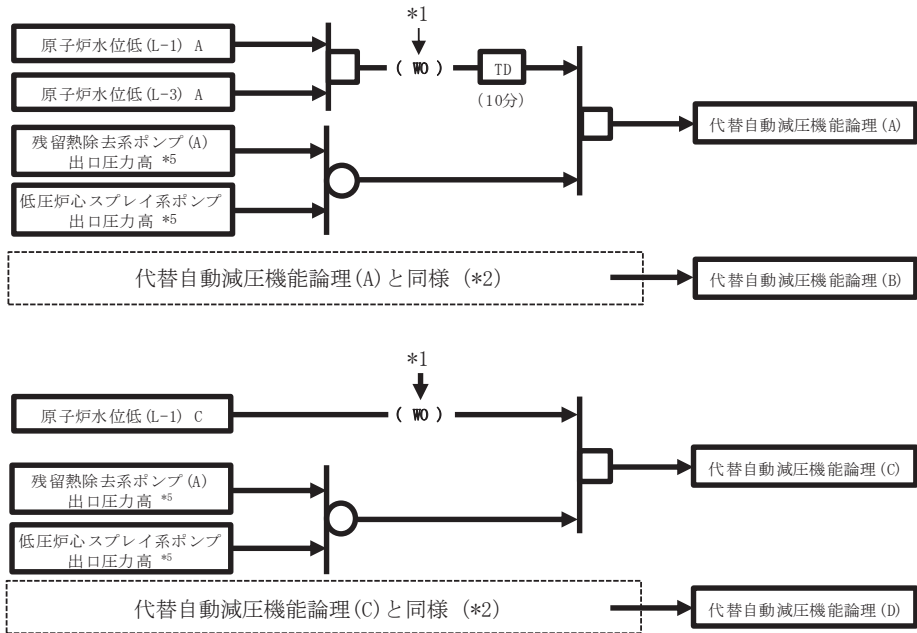 *1
原子炉水位低(L-1) A
( WO )
TD
(10分)
原子炉水位低(L-3) A
代替自動減圧機能論理(A)
残留熱除去系ポンプ(A)
出口圧力高 *5
低圧炉心スプレイ系ポンプ
出口圧力高 *5
代替自動減圧機能論理(A)と同様 (*2)
代替自動減圧機能論理(B)
*1
原子炉水位低(L-1) C
( WO )
代替自動減圧機能論理(C)
残留熱除去系ポンプ(A)
出口圧力高 *5
低圧炉心スプレイ系ポンプ
出口圧力高 *5
代替自動減圧機能論理(C)と同様 (*2)
代替自動減圧機能論理(D)